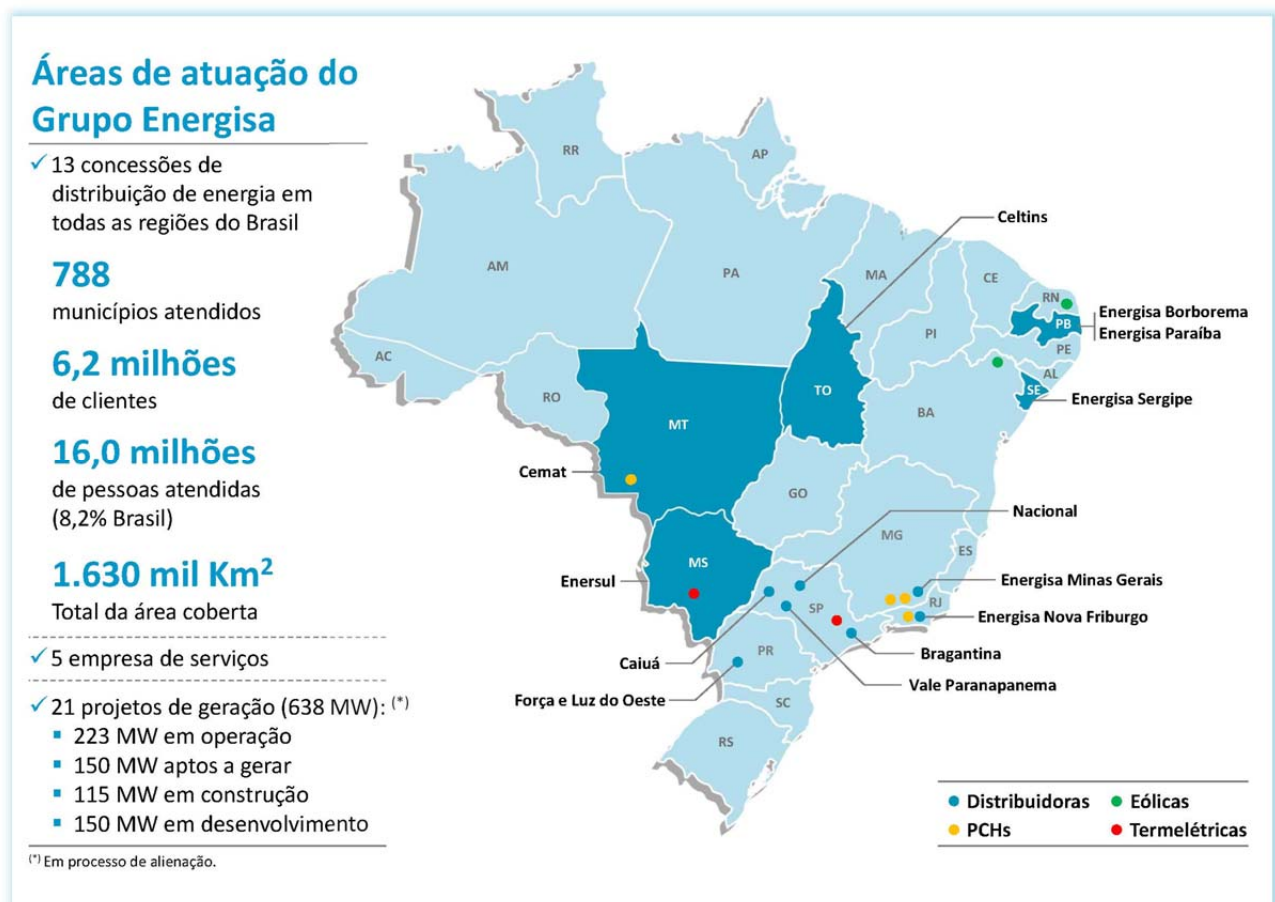 Áreas de atuação do
Grupo Energisa
✓ 13 concessões de
distribuição de energia em
todas as regiões do Brasil
788
municípios atendidos
6,2 milhões
de clientes
16,0 milhões
de pessoas atendidas
(8,2% Brasil)
1.630 mil Km²
Total da área coberta
✓ 5 empresa de serviços
✓ 21 projetos de geração (638 MW): (*)
▪ 223 MW em operação
▪ 150 MW aptos a gerar
▪ 115 MW em construção
▪ 150 MW em desenvolvimento
(*) Em processo de alienação.
RR
AP
AM
PA
MA
CE
RN
PB
PE
PI
AL
SE
AC
RO
TO
BA
MT
GO
MG
ES
MS
SP
RJ
PR
SC
RS
Celtins
Energisa Borborema
Energisa Paraíba
Energisa Sergipe
Cemat
Nacional
Enersul
Energisa Minas Gerais
Energisa Nova Friburgo
Bragantina
Caiuá
Vale Paranapanema
Força e Luz do Oeste
Distribuidoras
Eólicas
PCHs
Termelétricas